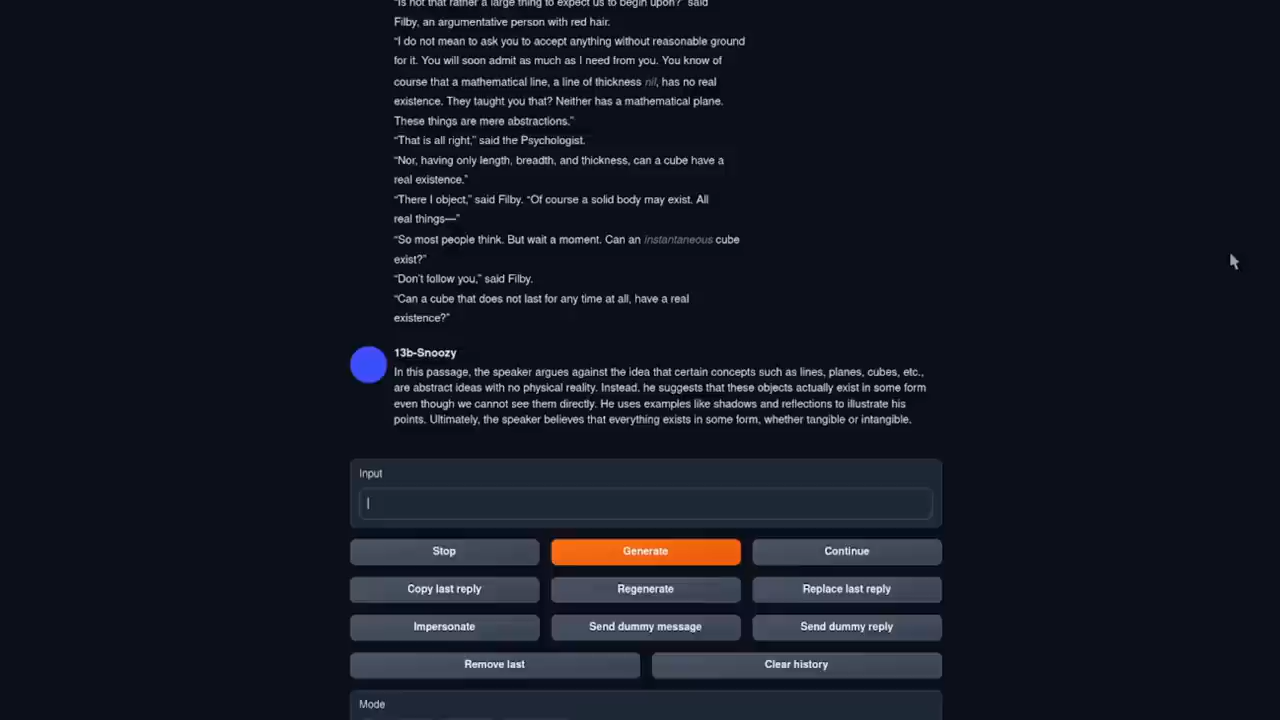 “Is not that rather a large thing to expect us to begin upon?” said
Filby, an argumentative person with red hair.
“I do not mean to ask you to accept anything without reasonable ground
for it. You will soon admit as much as I need from you. You know of
course that a mathematical line, a line of thickness nil, has no real
existence. They taught you that? Neither has a mathematical plane.
These things are mere abstractions.”
“That is all right,” said the Psychologist.
“Nor, having only length, breadth, and thickness, can a cube have a
real existence.”
“There I object,” said Filby. “Of course a solid body may exist. All
real things—”
“So most people think. But wait a moment. Can an instantaneous cube
exist?”
“Don’t follow you,” said Filby.
“Can a cube that does not last for any time at all, have a real
existence?”
13b-Snoozy
In this passage, the speaker argues against the idea that certain concepts such as lines, planes, cubes, etc.,
are abstract ideas with no physical reality. Instead, he suggests that these objects actually exist in some form
even though we cannot see them directly. He uses examples like shadows and reflections to illustrate his
points. Ultimately, the speaker believes that everything exists in some form, whether tangible or intangible.
Input
Stop
Generate
Continue
Copy last reply
Regenerate
Replace last reply
Impersonate
Send dummy message
Send dummy reply
Remove last
Clear history
Mode